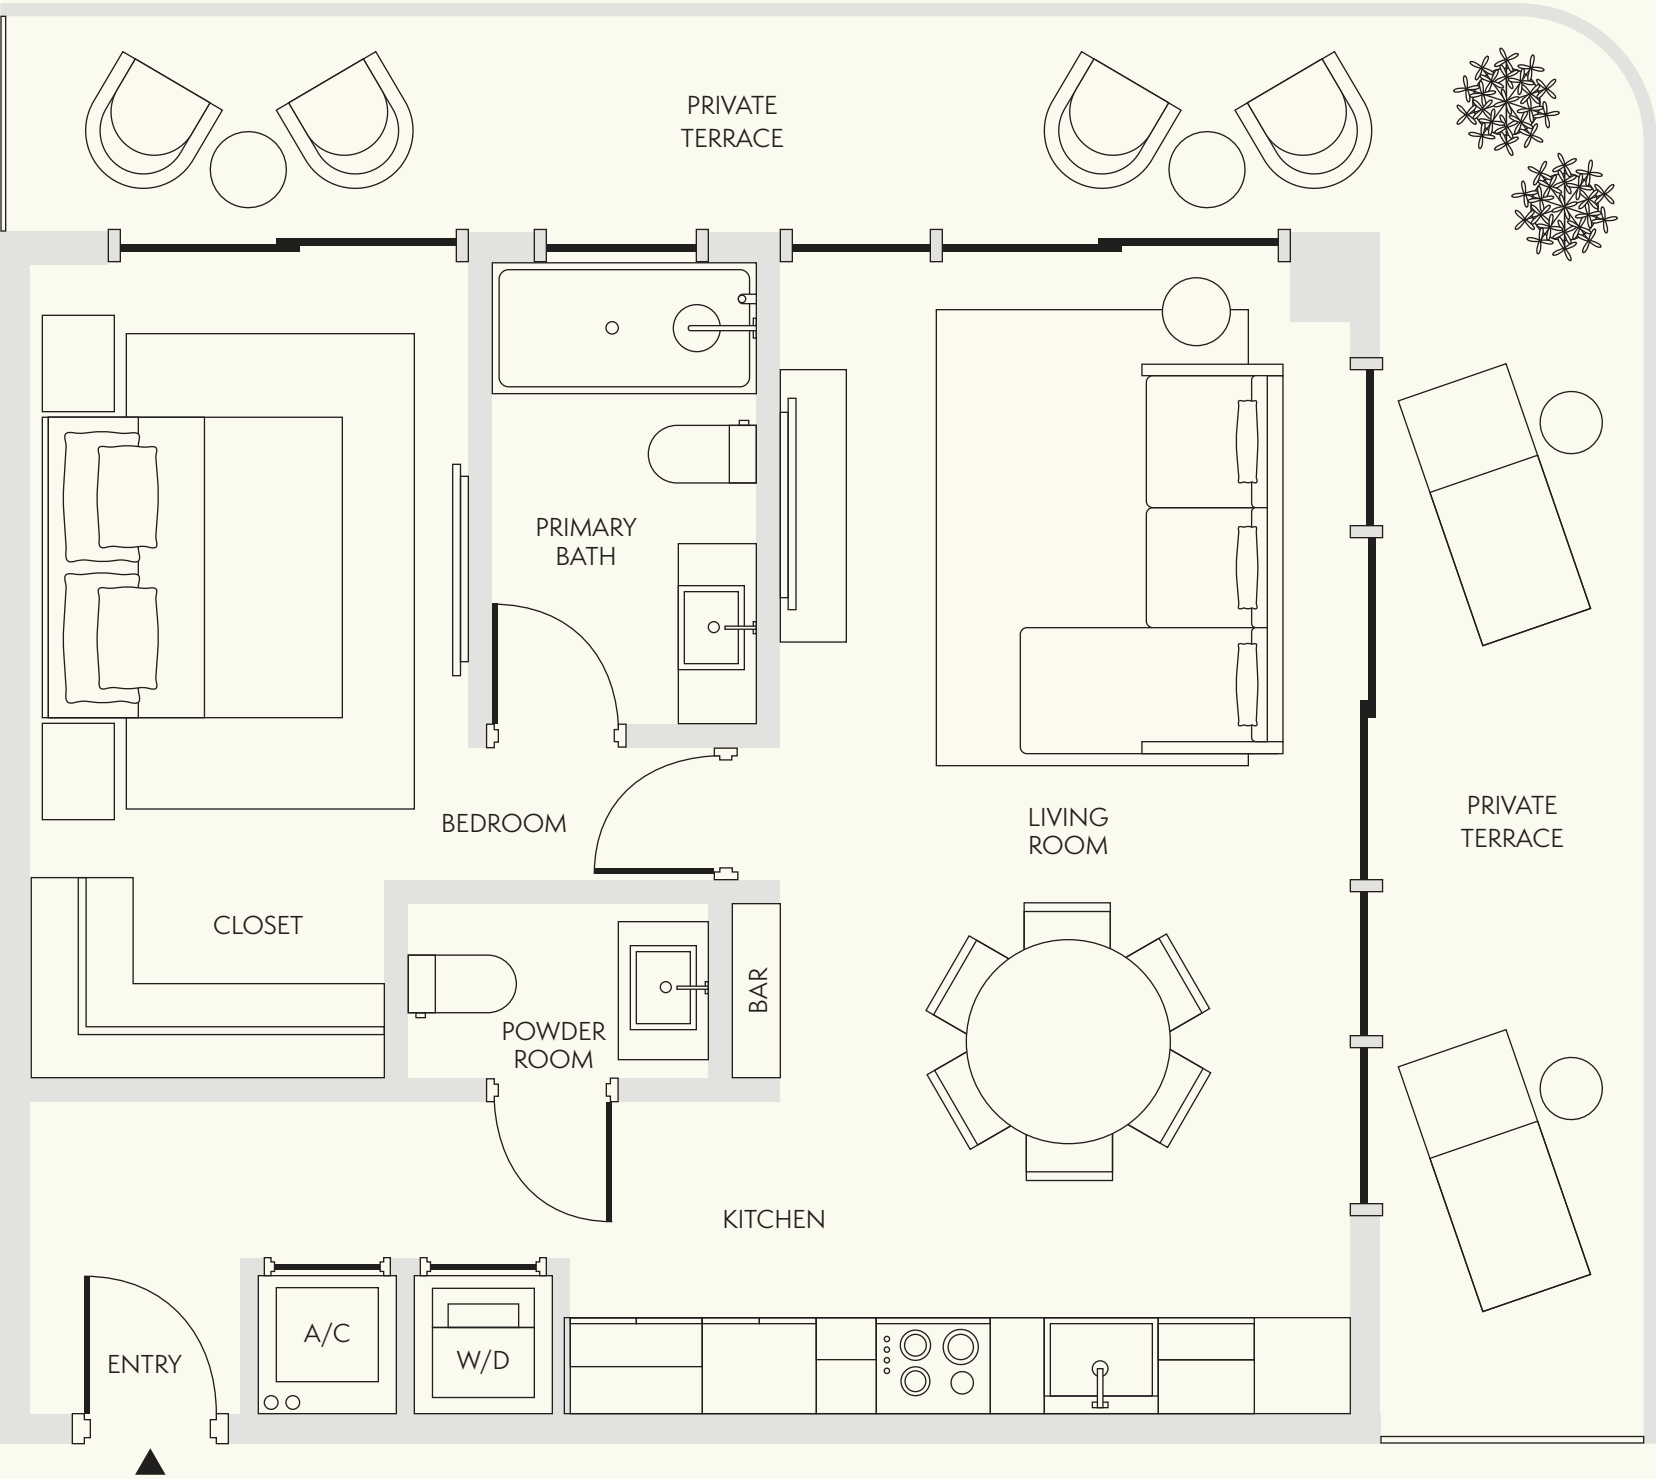 PRIVATE
TERRACE
PRIMARY
BATH
BEDROOM
LIVING
ROOM
PRIVATE
TERRACE
CLOSET
BAR
POWDER
ROOM
KITCHEN
ENTRY
A/C
W/D